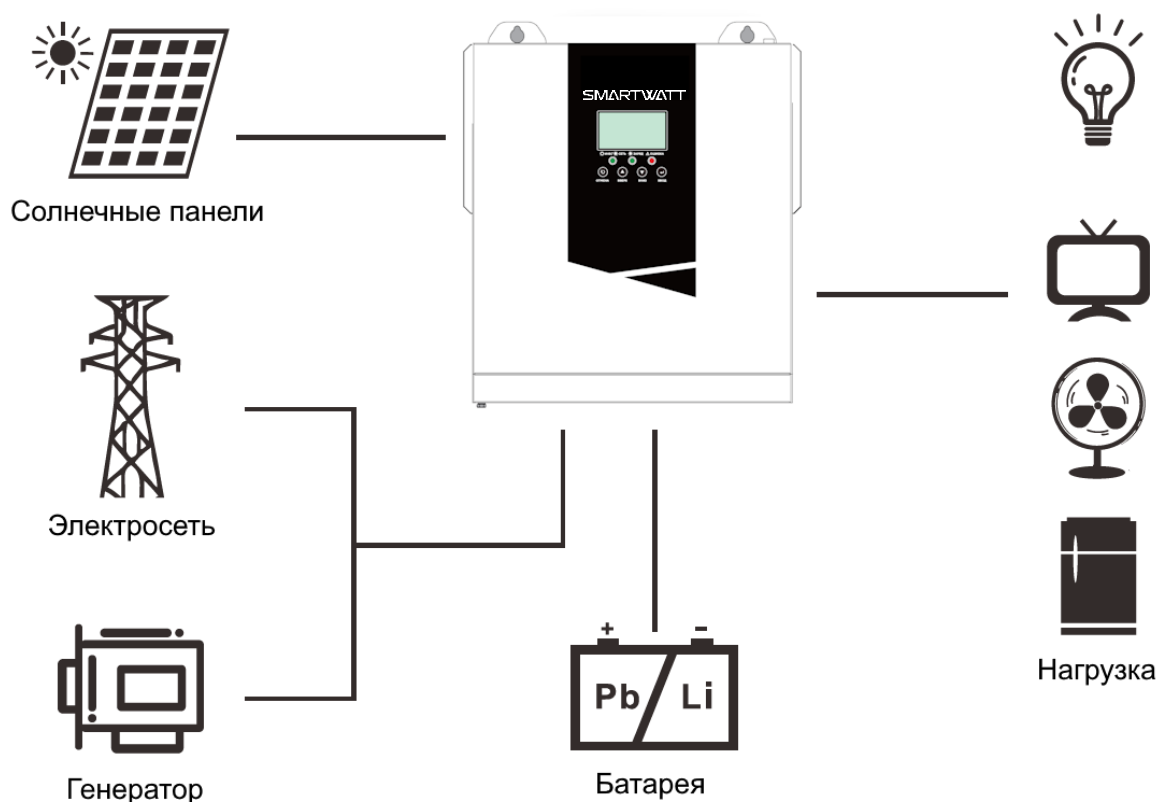 SMARTWATT
Солнечные панели
Электросеть
Генератор
+ -
Pb/Li
Батарея
Нагрузка